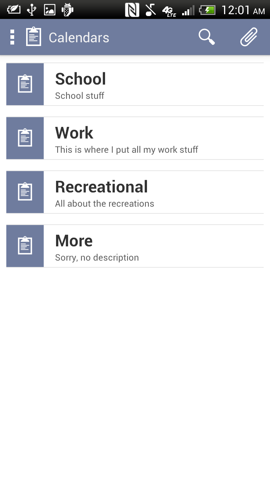 4G LTE 12:01 AM
Calendars
School
School stuff
Work
This is where I put all my work stuff
Recreational
All about the recreations
More
Sorry, no description